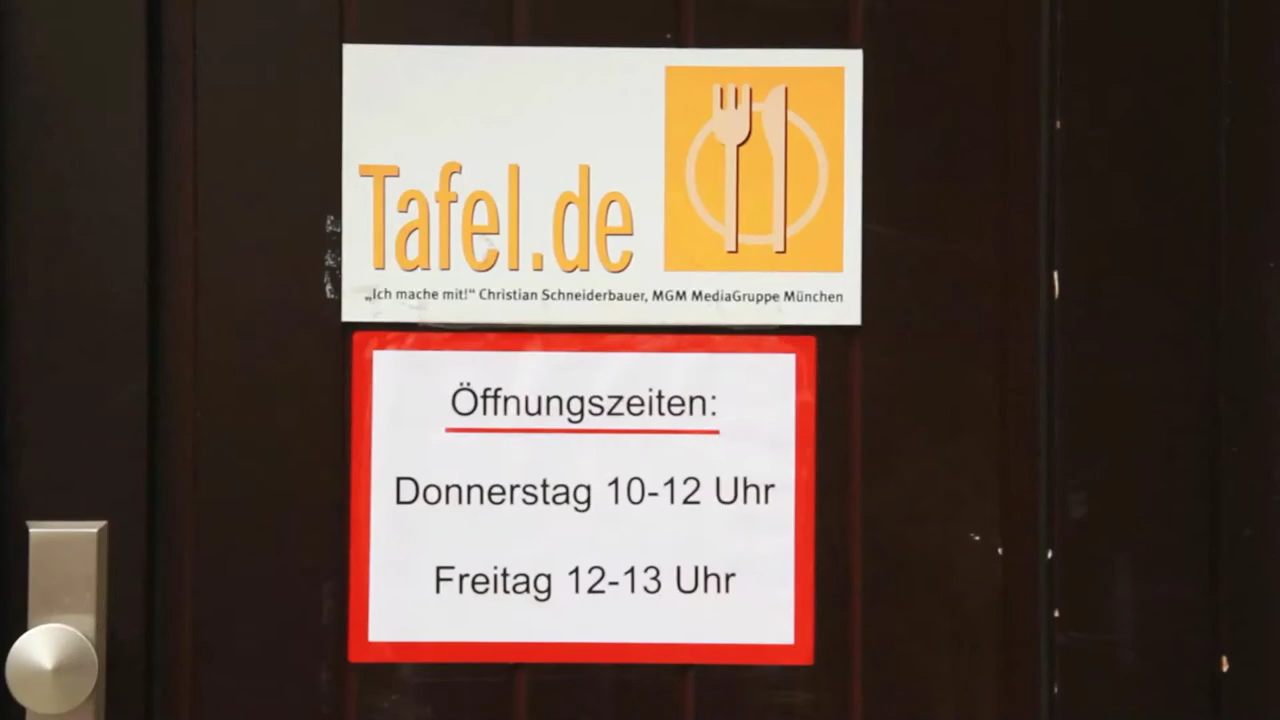 Tafel.de
„Ich mache mit!“ Christian Schneiderbauer, MGM MediaGruppe München
Öffnungszeiten:
Donnerstag 10-12 Uhr
Freitag 12-13 Uhr